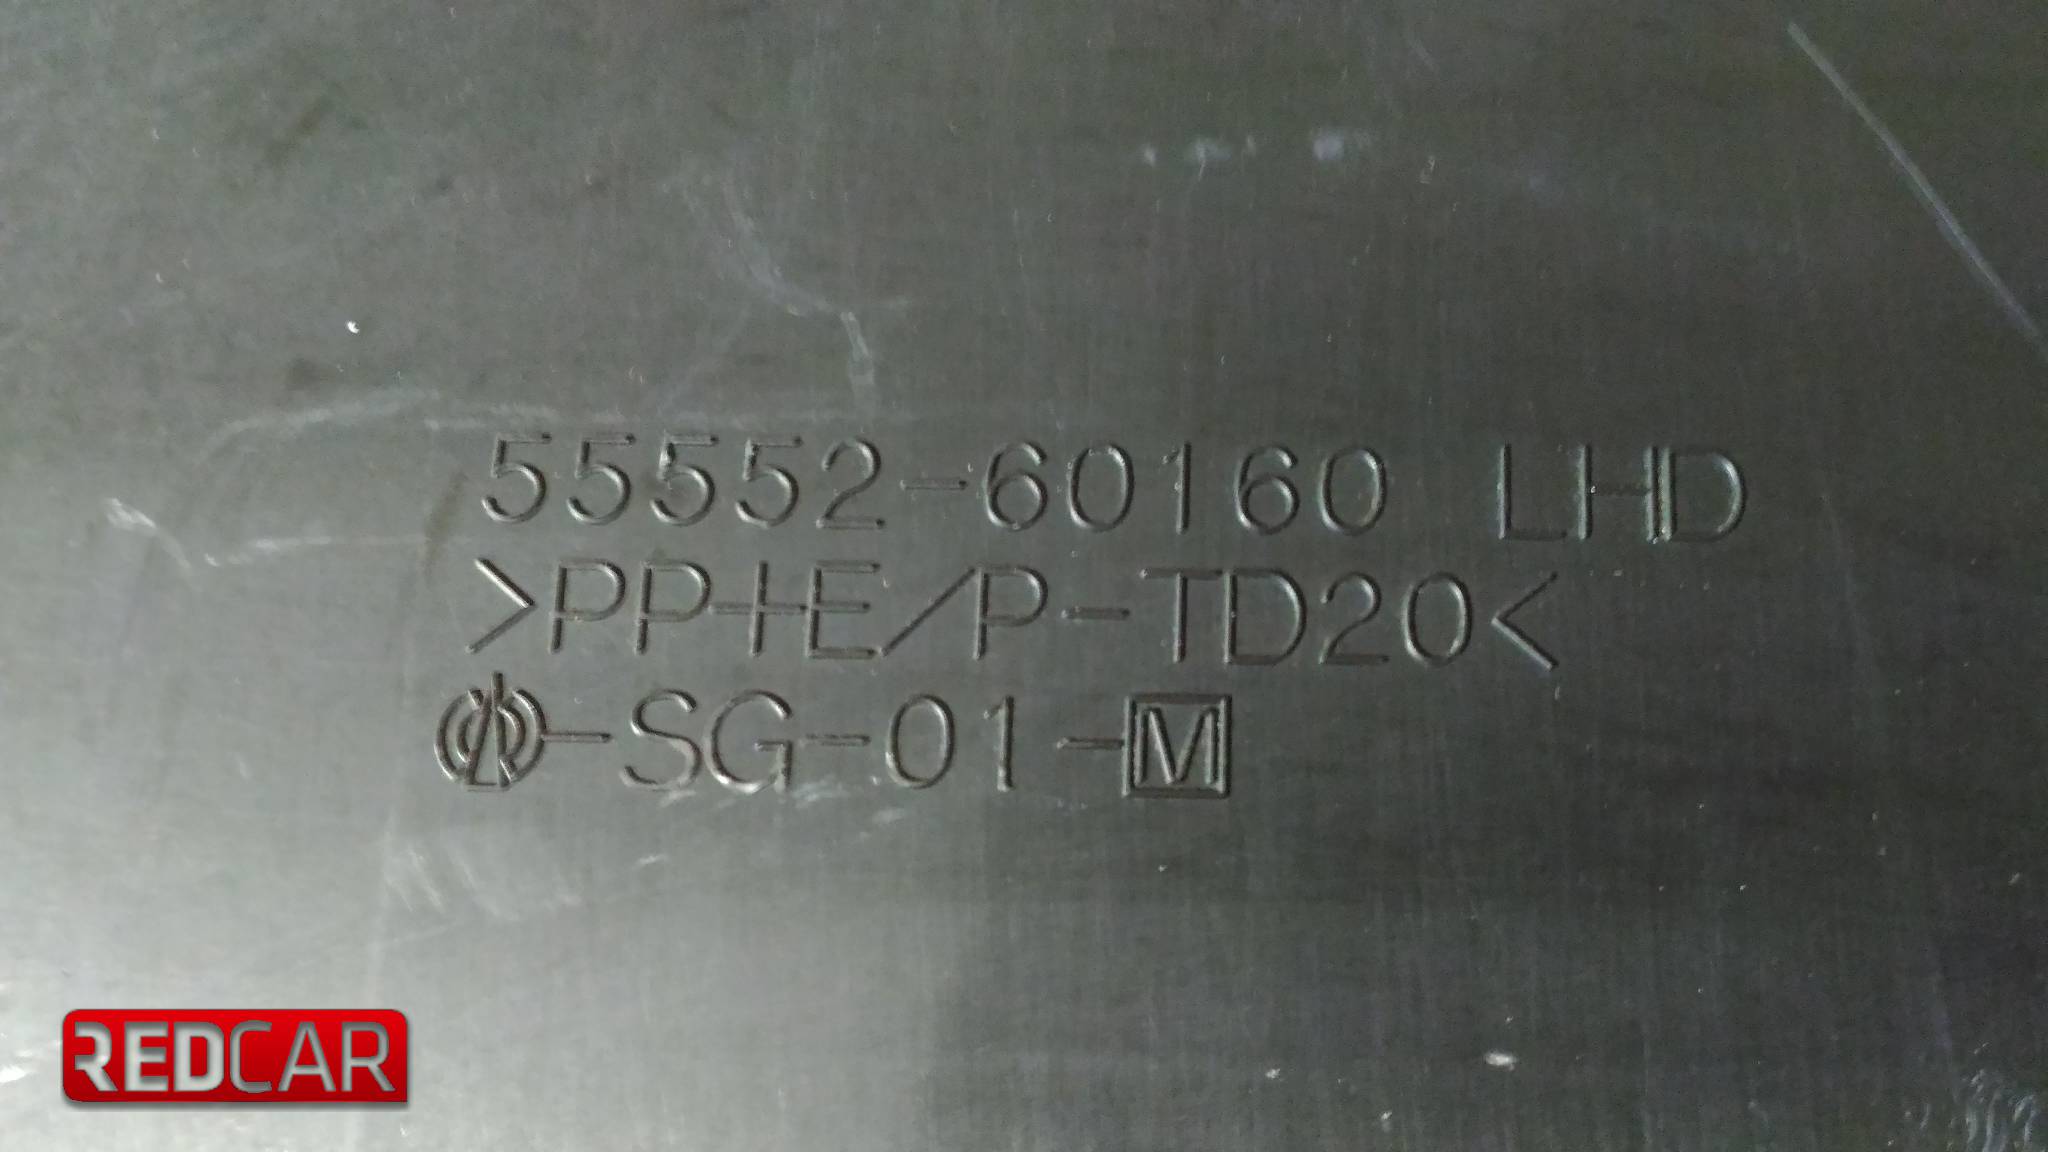 55552-60160 LHD
>PP+E/P-TD20<
-SG-01-M
REDCAR